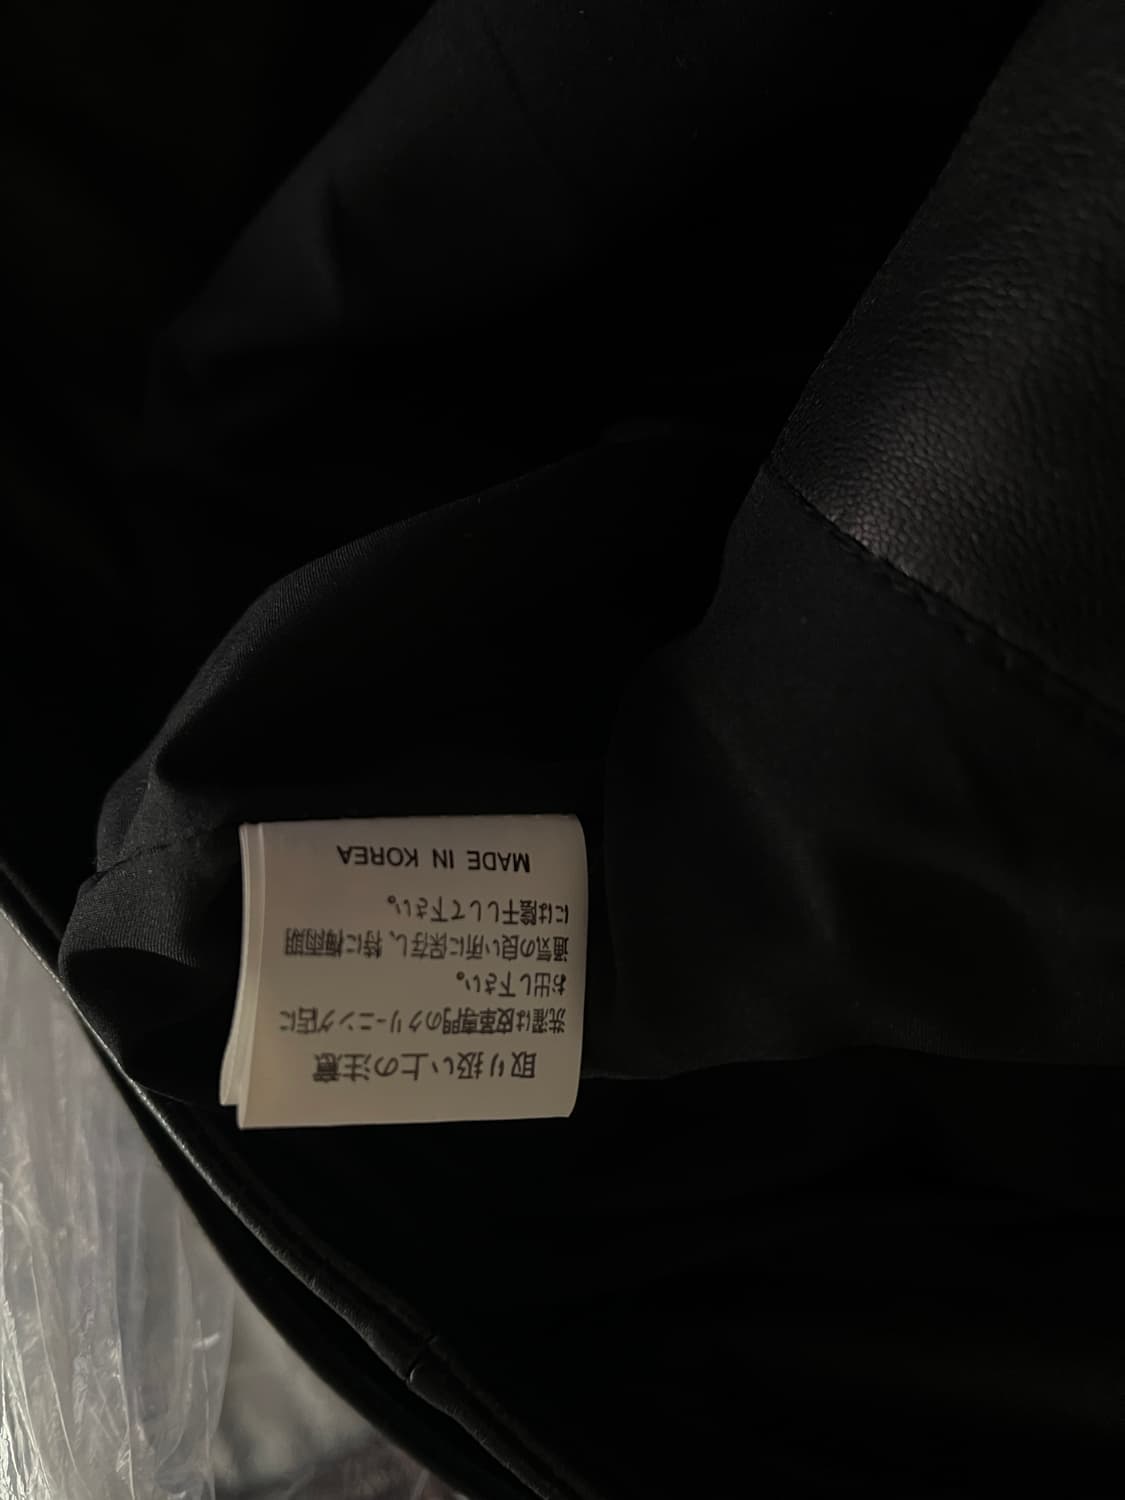 取り扱い上の注意
洗濯は皮革専門のクリーニング店に
お出し下さい。
通気の良い所に保存し、特に梅雨期
には陰干しして下さい。
MADE IN KOREA